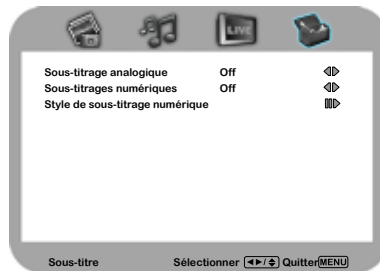 LIVE
Sous-titrage analogique Off
Sous-titrages numériques Off
Style de sous-titrage numérique
Sous-titre Sélectionner ◄►/♦ Quitter MENU